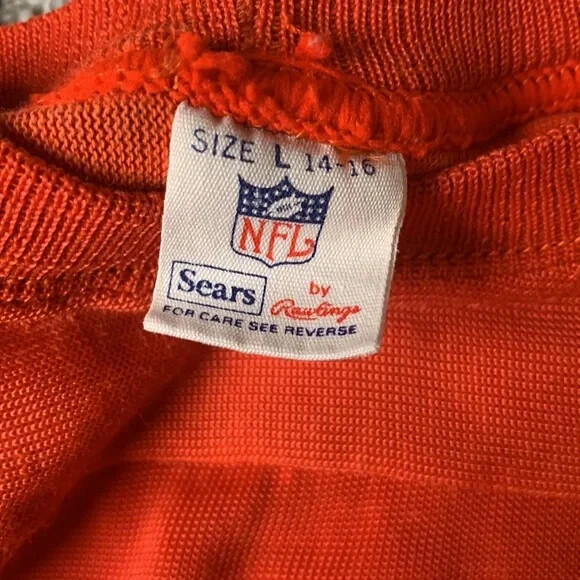 SIZE L 14-16
NFL
Sears by Rawlings
FOR CARE SEE REVERSE